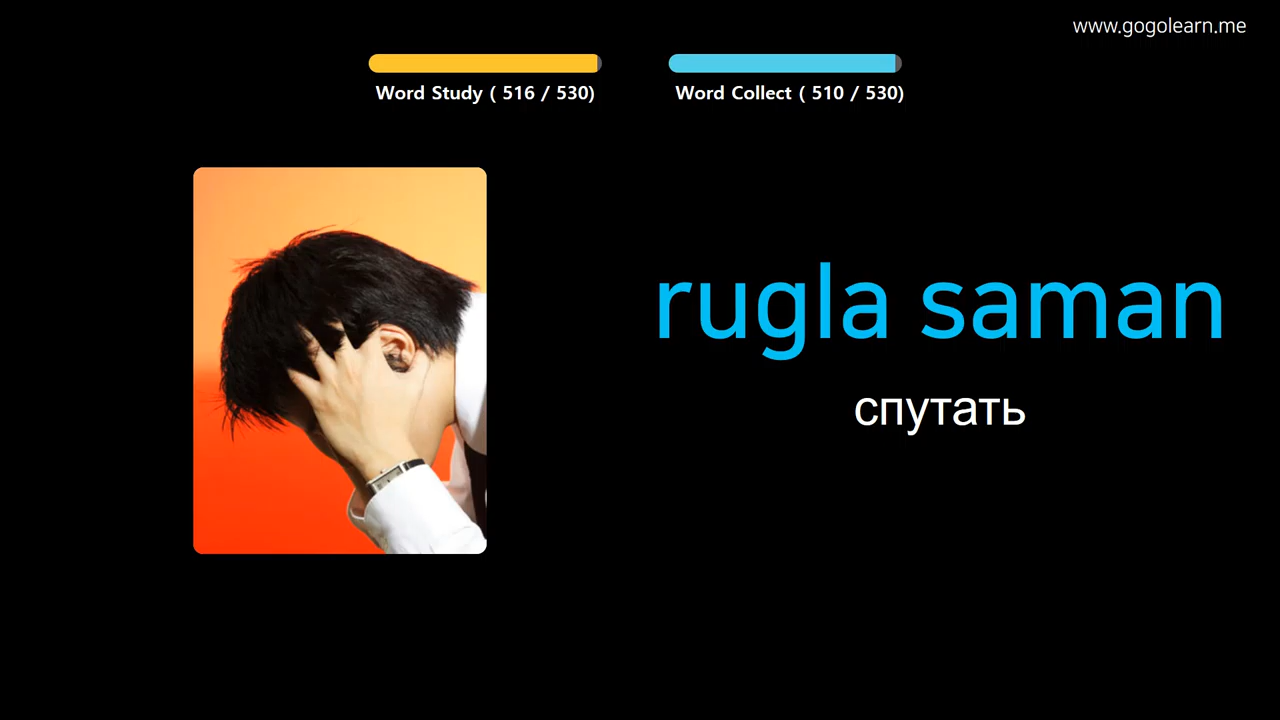 www.gogolearn.me
Word Study ( 516 / 530)
Word Collect ( 510 / 530)
rugla saman
спутать